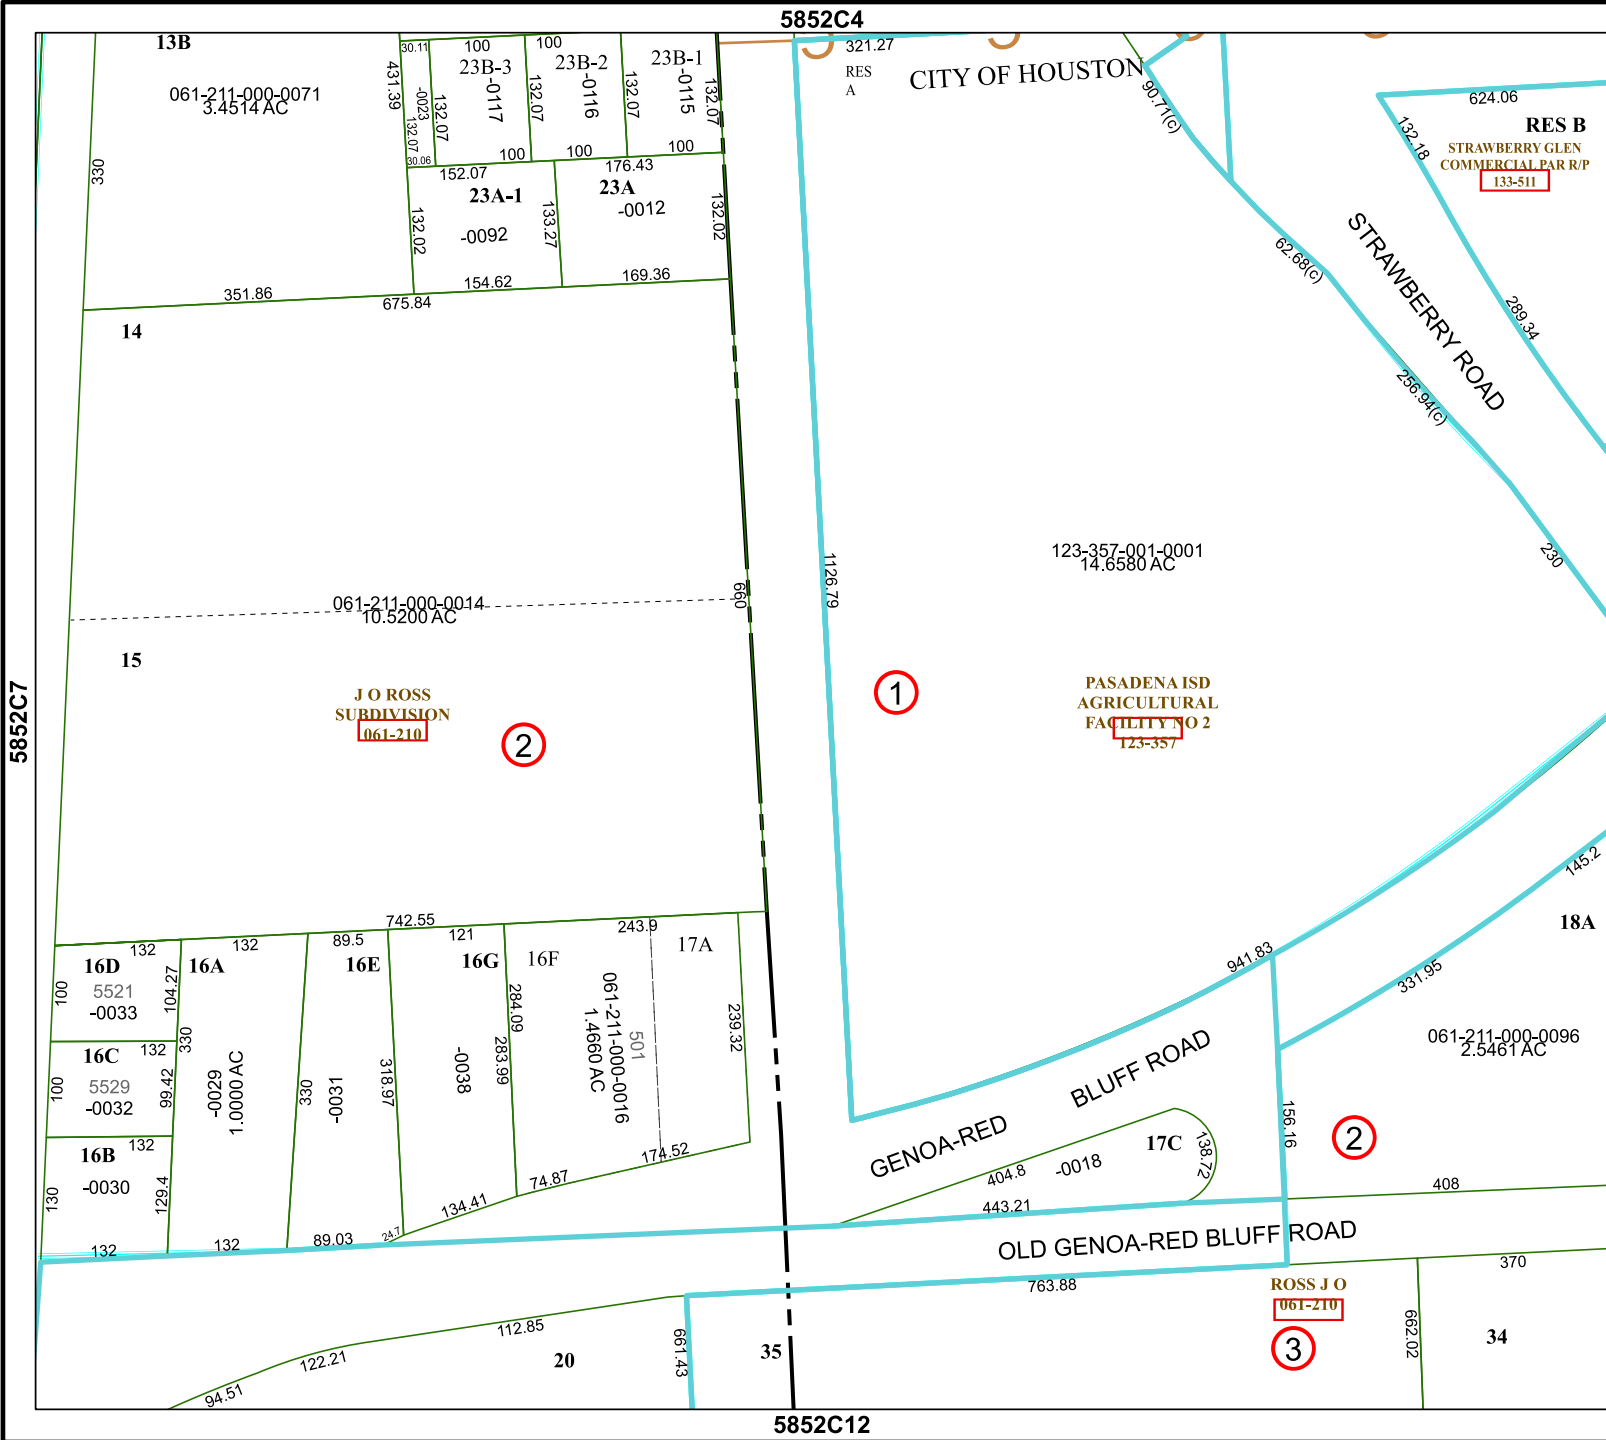 5852C4
13B
061-211-000-0071
3.4514 AC
330
431.39
30.11
100
100
-0023
132.07
132.07
30.06
23B-3
-0117
132.07
100
23B-2
-0116
132.07
100
23B-1
-0115
132.07
100
321.27
RES
A
CITY OF HOUSTON
90.71(c)
624.06
132.18
RES B
STRAWBERRY GLEN
COMMERCIAL PAR R/P
133-511
152.07
176.43
23A-1
-0092
132.02
133.27
23A
-0012
132.02
154.62
169.36
351.86
675.84
62.68(c)
STRAWBERRY ROAD
289.34
256.94(c)
230
14
061-211-000-0014
10.5200 AC
660
1126.79
123-357-001-0001
14.6580 AC
15
J O ROSS
SUBDIVISION
061-210
2
1
PASADENA ISD
AGRICULTURAL
FACILITY NO 2
123-357
5852C7
742.55
132
132
89.5
121
243.9
16D
5521
-0033
100
104.27
16A
330
-0029
1.0000 AC
16E
330
-0031
318.97
16G
-0038
284.09
283.99
16F
061-211-000-0016
1.4660 AC
501
17A
239.32
16C
132
5529
-0032
100
99.42
16B
132
-0030
130
129.4
132
132
89.03
24.7
134.41
74.87
174.52
941.83
145.2
18A
331.95
061-211-000-0096
2.5461 AC
GENOA-RED BLUFF ROAD
156.16
2
17C
138.72
404.8
-0018
443.21
408
OLD GENOA-RED BLUFF ROAD
763.88
370
ROSS J O
061-210
3
662.02
34
112.85
122.21
94.51
20
661.43
35
5852C12